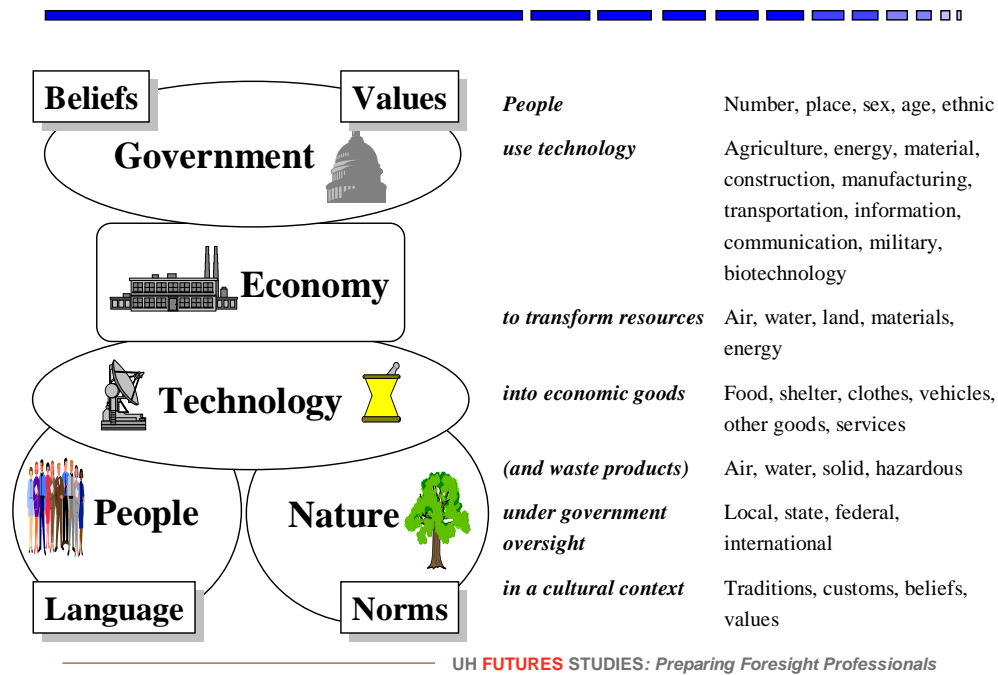 Beliefs
Values
Government
Economy
Technology
People
Nature
Language
Norms
People Number, place, sex, age, ethnic
use technology Agriculture, energy, material,
construction, manufacturing,
transportation, information,
communication, military,
biotechnology
to transform resources Air, water, land, materials,
energy
into economic goods Food, shelter, clothes, vehicles,
other goods, services
(and waste products) Air, water, solid, hazardous
under government Local, state, federal,
oversight international
in a cultural context Traditions, customs, beliefs,
values
UH FUTURES STUDIES: Preparing Foresight Professionals